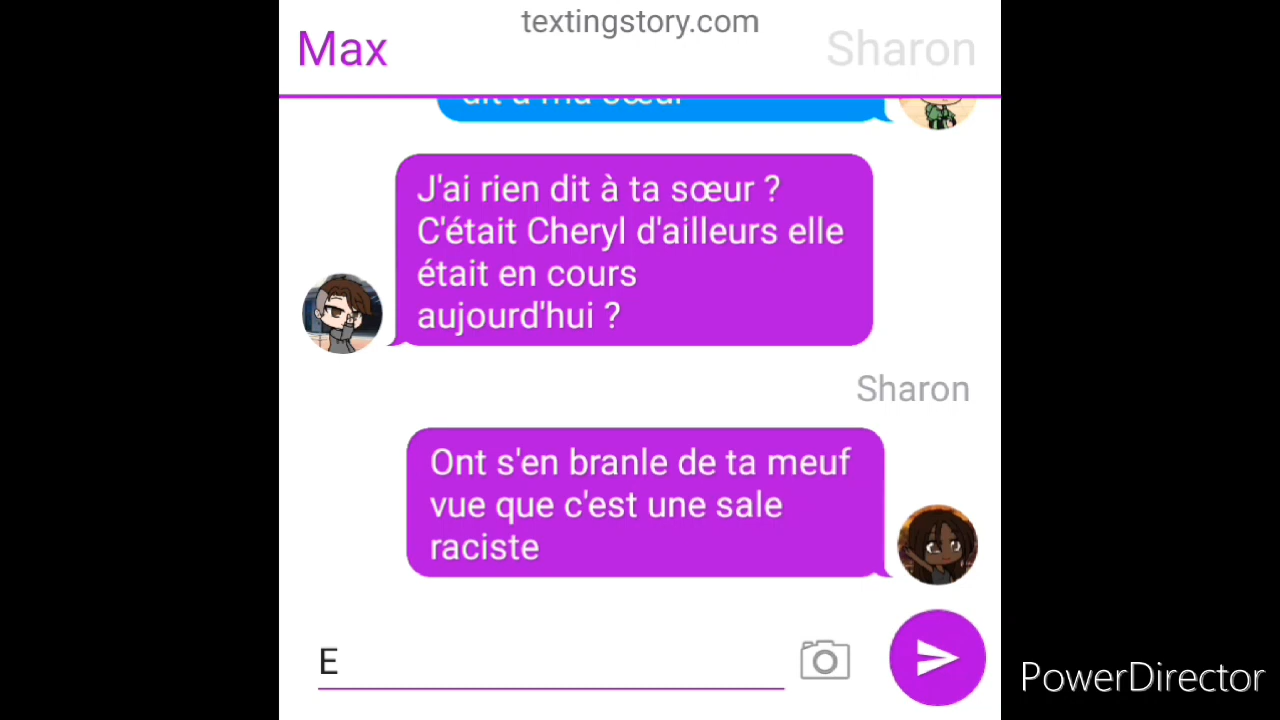 textingstory.com
Max
Sharon
J'ai rien dit à ta sœur ?
C'était Cheryl d'ailleurs elle
était en cours
aujourd'hui ?
Sharon
Ont s'en branle de ta meuf
vue que c'est une sale
raciste
E
PowerDirector